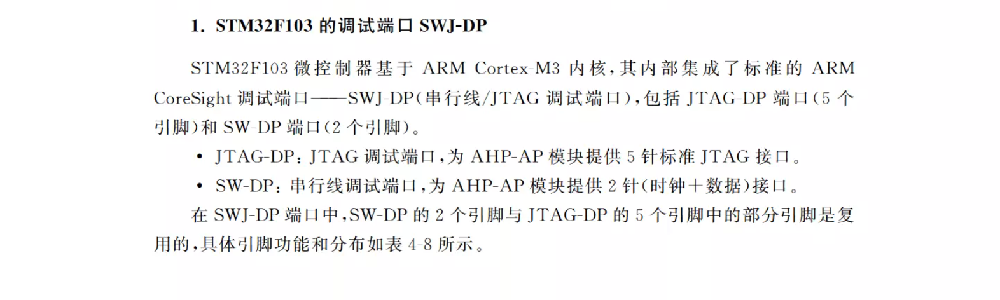 1. STM32F103 的调试端口 SWJ-DP
STM32F103 微控制器基于 ARM Cortex-M3 内核,其内部集成了标准的 ARM
CoreSight 调试端口——SWJ-DP(串行线/JTAG 调试端口),包括 JTAG-DP 端口(5 个
引脚)和 SW-DP 端口(2 个引脚)。
• JTAG-DP: JTAG 调试端口,为 AHP-AP 模块提供 5 针标准 JTAG 接口。
• SW-DP: 串行线调试端口,为 AHP-AP 模块提供 2 针(时钟+数据)接口。
在 SWJ-DP 端口中,SW-DP 的 2 个引脚与 JTAG-DP 的 5 个引脚中的部分引脚是复
用的,具体引脚功能和分布如表 4-8 所示。